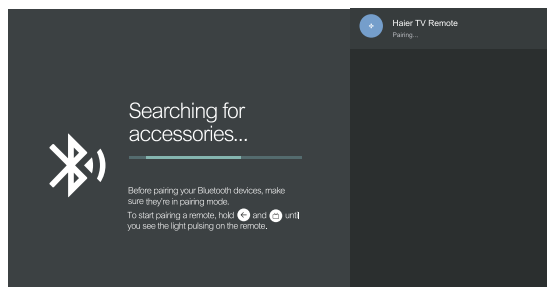 Haier TV Remote
Pairing...
Searching for
accessories...
Before pairing your Bluetooth devices, make
sure they're in pairing mode.
To start pairing a remote, hold and until
you see the light pulsing on the remote.